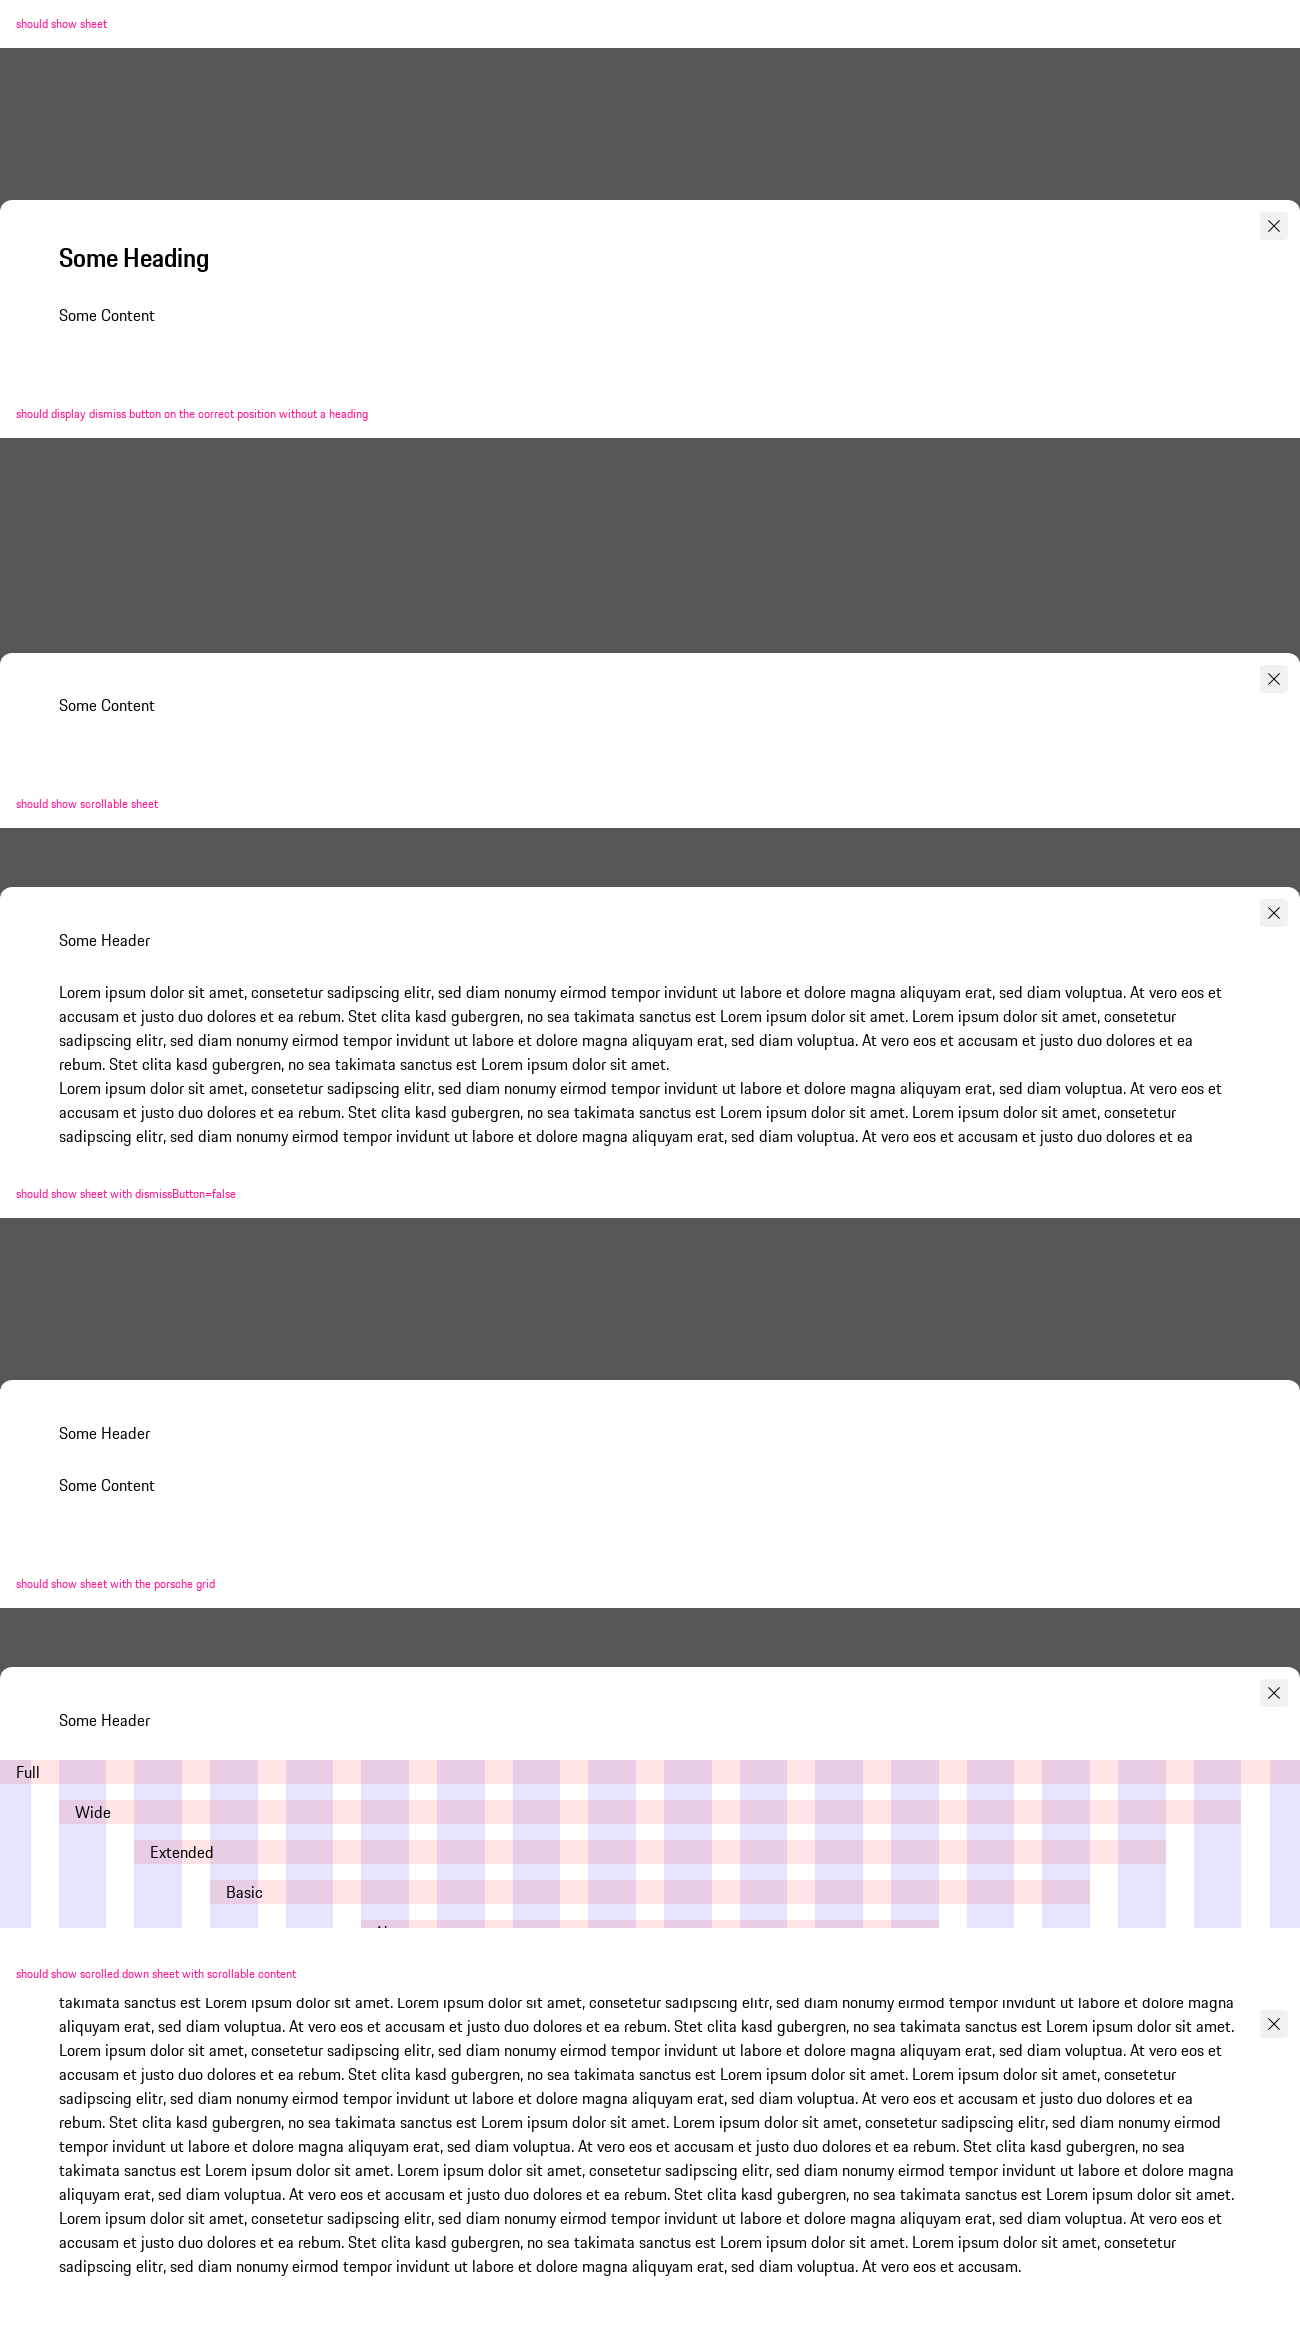 should show sheet
Some Heading
Some Content
should display dismiss button on the correct position without a heading
Some Content
should show scrollable sheet
Some Header
Lorem ipsum dolor sit amet, consetetur sadipscing elitr, sed diam nonumy eirmod tempor invidunt ut labore et dolore magna aliquyam erat, sed diam voluptua. At vero eos et
accusam et justo duo dolores et ea rebum. Stet clita kasd gubergren, no sea takimata sanctus est Lorem ipsum dolor sit amet. Lorem ipsum dolor sit amet, consetetur
sadipscing elitr, sed diam nonumy eirmod tempor invidunt ut labore et dolore magna aliquyam erat, sed diam voluptua. At vero eos et accusam et justo duo dolores et ea
rebum. Stet clita kasd gubergren, no sea takimata sanctus est Lorem ipsum dolor sit amet.
Lorem ipsum dolor sit amet, consetetur sadipscing elitr, sed diam nonumy eirmod tempor invidunt ut labore et dolore magna aliquyam erat, sed diam voluptua. At vero eos et
accusam et justo duo dolores et ea rebum. Stet clita kasd gubergren, no sea takimata sanctus est Lorem ipsum dolor sit amet. Lorem ipsum dolor sit amet, consetetur
sadipscing elitr, sed diam nonumy eirmod tempor invidunt ut labore et dolore magna aliquyam erat, sed diam voluptua. At vero eos et accusam et justo duo dolores et ea
should show sheet with dismissButton=false
Some Header
Some Content
should show sheet with the porsche grid
Some Header
Full
Wide
Extended
Basic
should show scrolled down sheet with scrollable content
takimata sanctus est Lorem ipsum dolor sit amet. Lorem ipsum dolor sit amet, consetetur sadipscing elitr, sed diam nonumy eirmod tempor invidunt ut labore et dolore magna
aliquyam erat, sed diam voluptua. At vero eos et accusam et justo duo dolores et ea rebum. Stet clita kasd gubergren, no sea takimata sanctus est Lorem ipsum dolor sit amet.
Lorem ipsum dolor sit amet, consetetur sadipscing elitr, sed diam nonumy eirmod tempor invidunt ut labore et dolore magna aliquyam erat, sed diam voluptua. At vero eos et
accusam et justo duo dolores et ea rebum. Stet clita kasd gubergren, no sea takimata sanctus est Lorem ipsum dolor sit amet. Lorem ipsum dolor sit amet, consetetur
sadipscing elitr, sed diam nonumy eirmod tempor invidunt ut labore et dolore magna aliquyam erat, sed diam voluptua. At vero eos et accusam et justo duo dolores et ea
rebum. Stet clita kasd gubergren, no sea takimata sanctus est Lorem ipsum dolor sit amet. Lorem ipsum dolor sit amet, consetetur sadipscing elitr, sed diam nonumy eirmod
tempor invidunt ut labore et dolore magna aliquyam erat, sed diam voluptua. At vero eos et accusam et justo duo dolores et ea rebum. Stet clita kasd gubergren, no sea
takimata sanctus est Lorem ipsum dolor sit amet. Lorem ipsum dolor sit amet, consetetur sadipscing elitr, sed diam nonumy eirmod tempor invidunt ut labore et dolore magna
aliquyam erat, sed diam voluptua. At vero eos et accusam et justo duo dolores et ea rebum. Stet clita kasd gubergren, no sea takimata sanctus est Lorem ipsum dolor sit amet.
Lorem ipsum dolor sit amet, consetetur sadipscing elitr, sed diam nonumy eirmod tempor invidunt ut labore et dolore magna aliquyam erat, sed diam voluptua. At vero eos et
accusam et justo duo dolores et ea rebum. Stet clita kasd gubergren, no sea takimata sanctus est Lorem ipsum dolor sit amet. Lorem ipsum dolor sit amet, consetetur
sadipscing elitr, sed diam nonumy eirmod tempor invidunt ut labore et dolore magna aliquyam erat, sed diam voluptua. At vero eos et accusam.